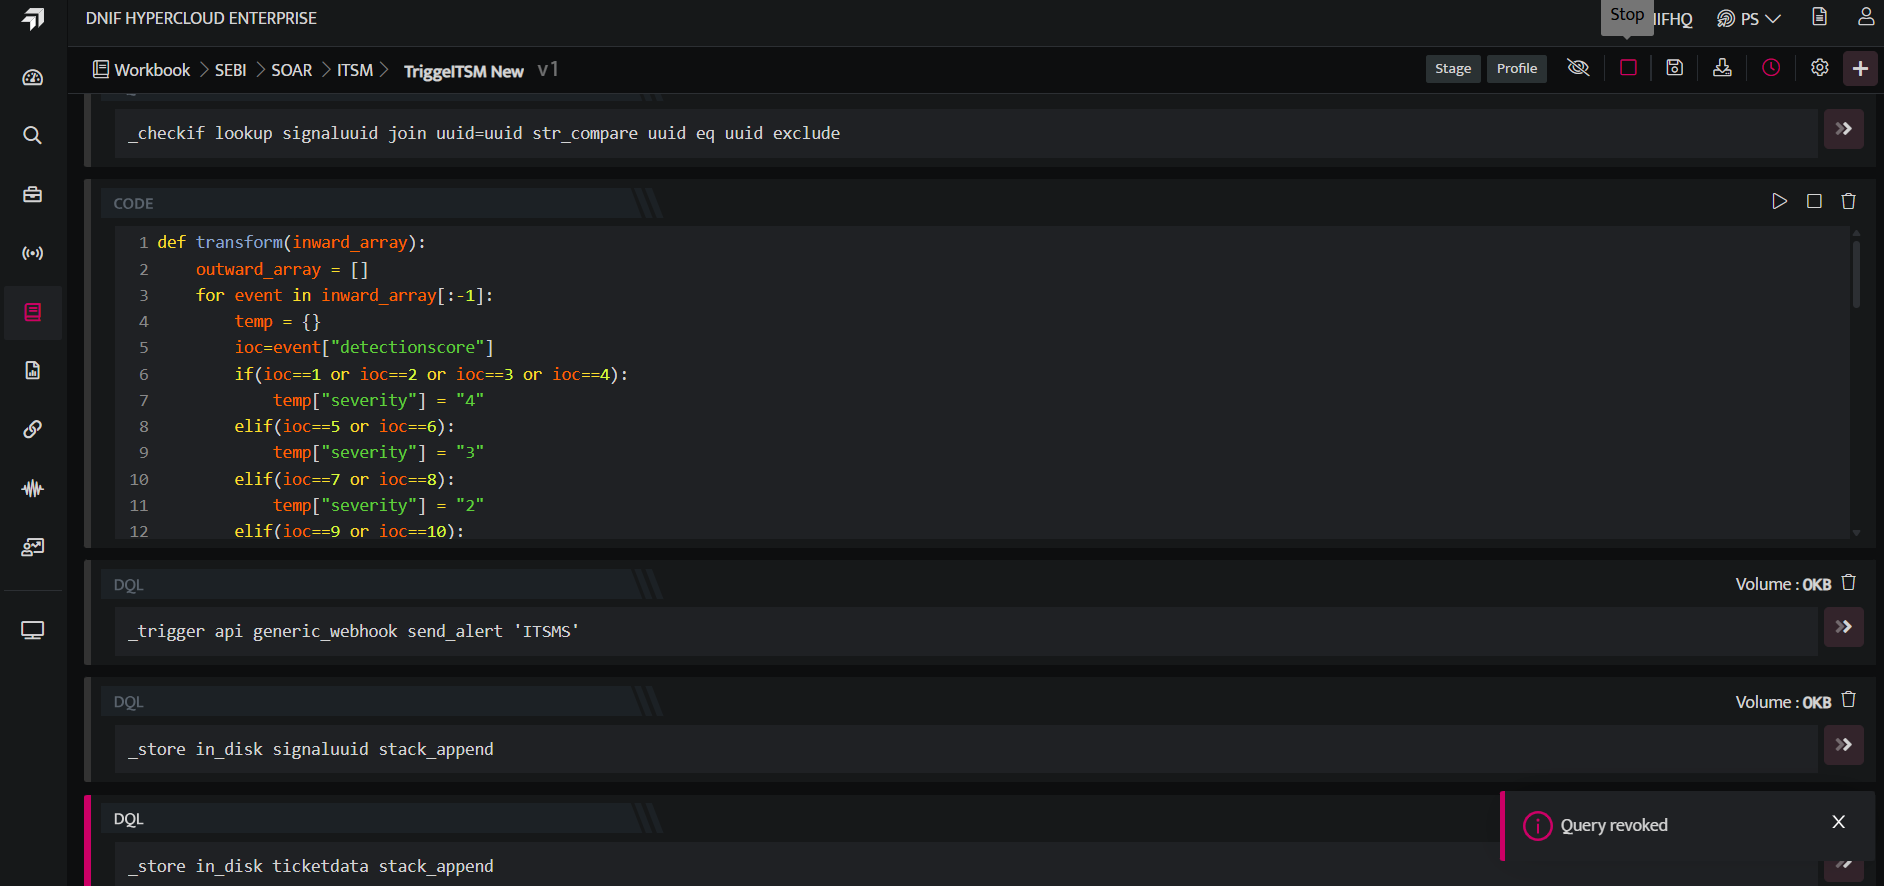 DNIF HYPERCLOUD ENTERPRISE
Stop
IFHQ
PS
Workbook > SEBI > SOAR > ITSM > TriggeITSM New v1
Stage
Profile
_checkif lookup signaluuid join uuid=uuid str_compare uuid eq uuid exclude
CODE
1 def transform(inward_array):
2     outward_array = []
3     for event in inward_array[:-1]:
4         temp = {}
5         ioc=event["detectionscore"]
6         if(ioc==1 or ioc==2 or ioc==3 or ioc==4):
7             temp["severity"] = "4"
8         elif(ioc==5 or ioc==6):
9             temp["severity"] = "3"
10         elif(ioc==7 or ioc==8):
11             temp["severity"] = "2"
12         elif(ioc==9 or ioc==10):
DQL
Volume : 0KB
_trigger api generic_webhook send_alert 'ITSMS'
DQL
Volume : 0KB
_store in_disk signaluuid stack_append
DQL
Query revoked
_store in_disk ticketdata stack_append